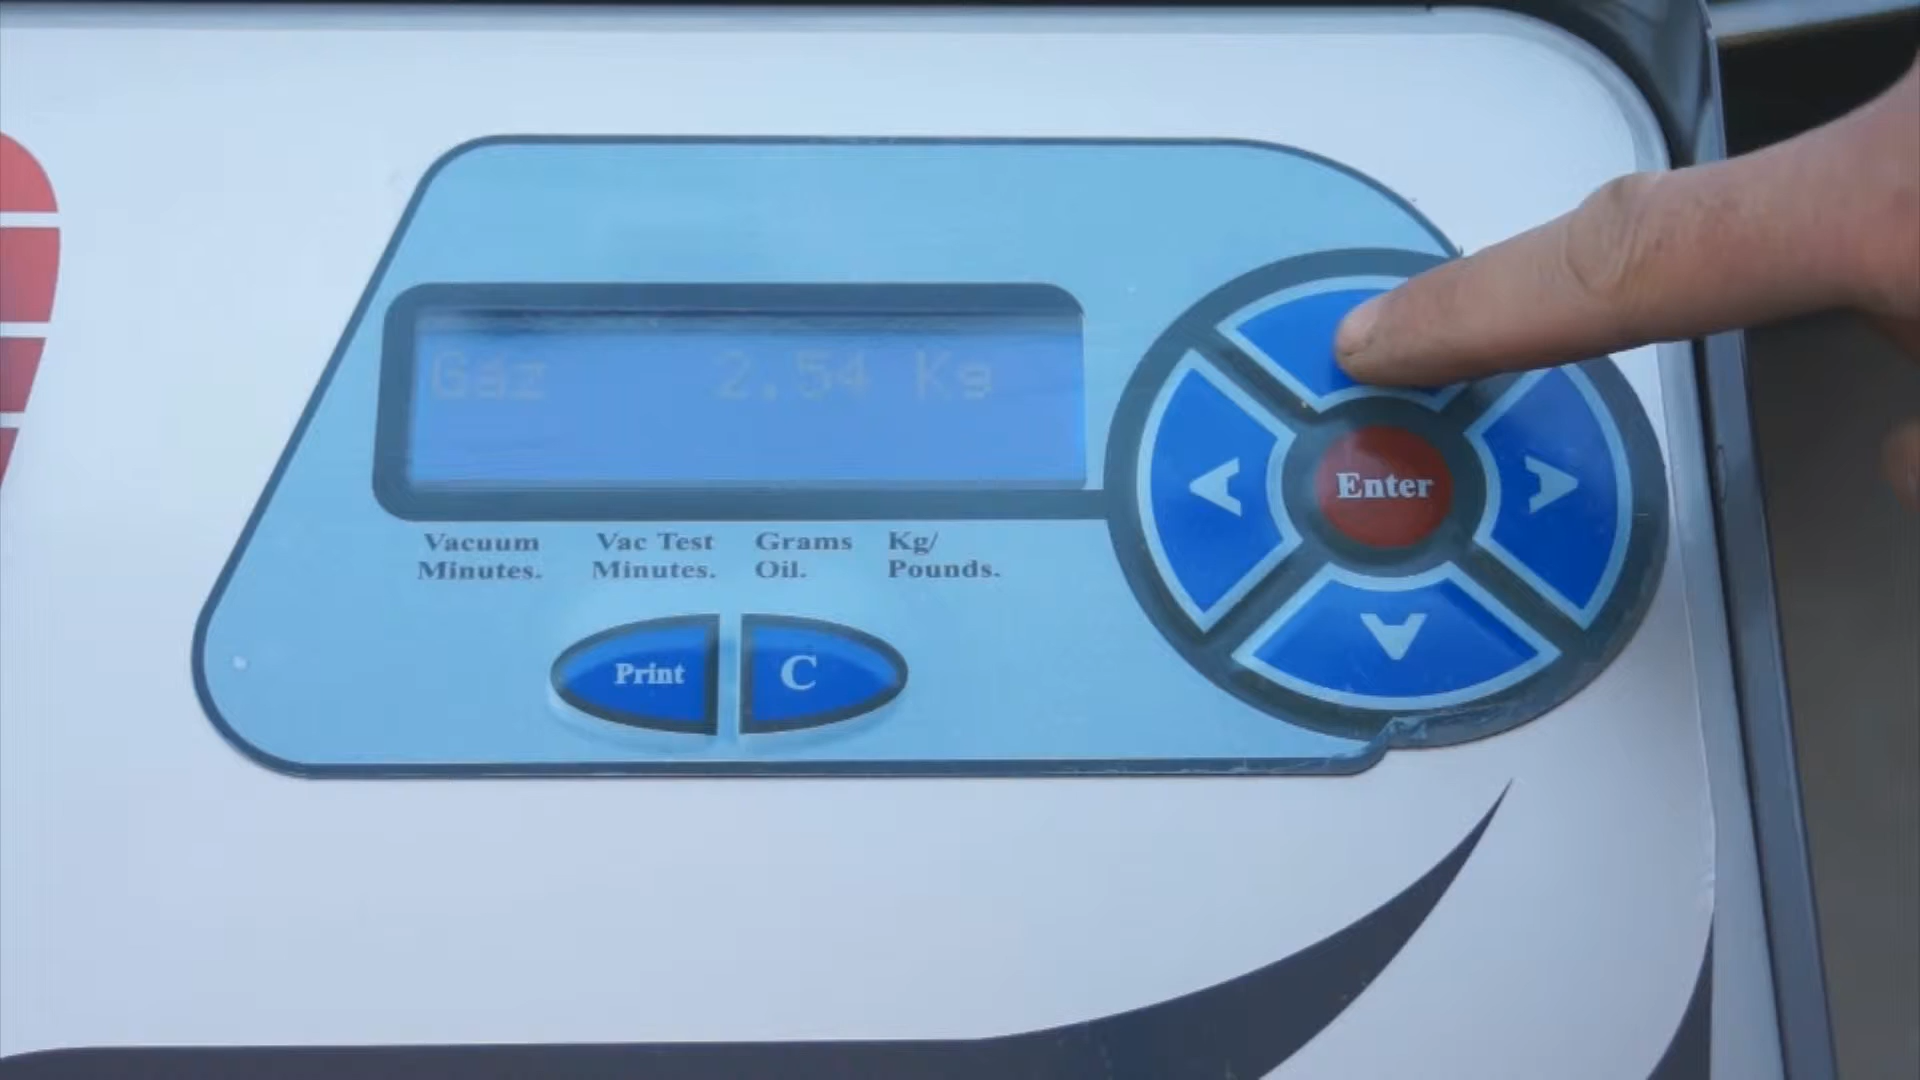 Gáz 2.54 Kg
Vacuum Minutes.
Vac Test Minutes.
Grams Oil.
Kg/ Pounds.
Enter
Print
C